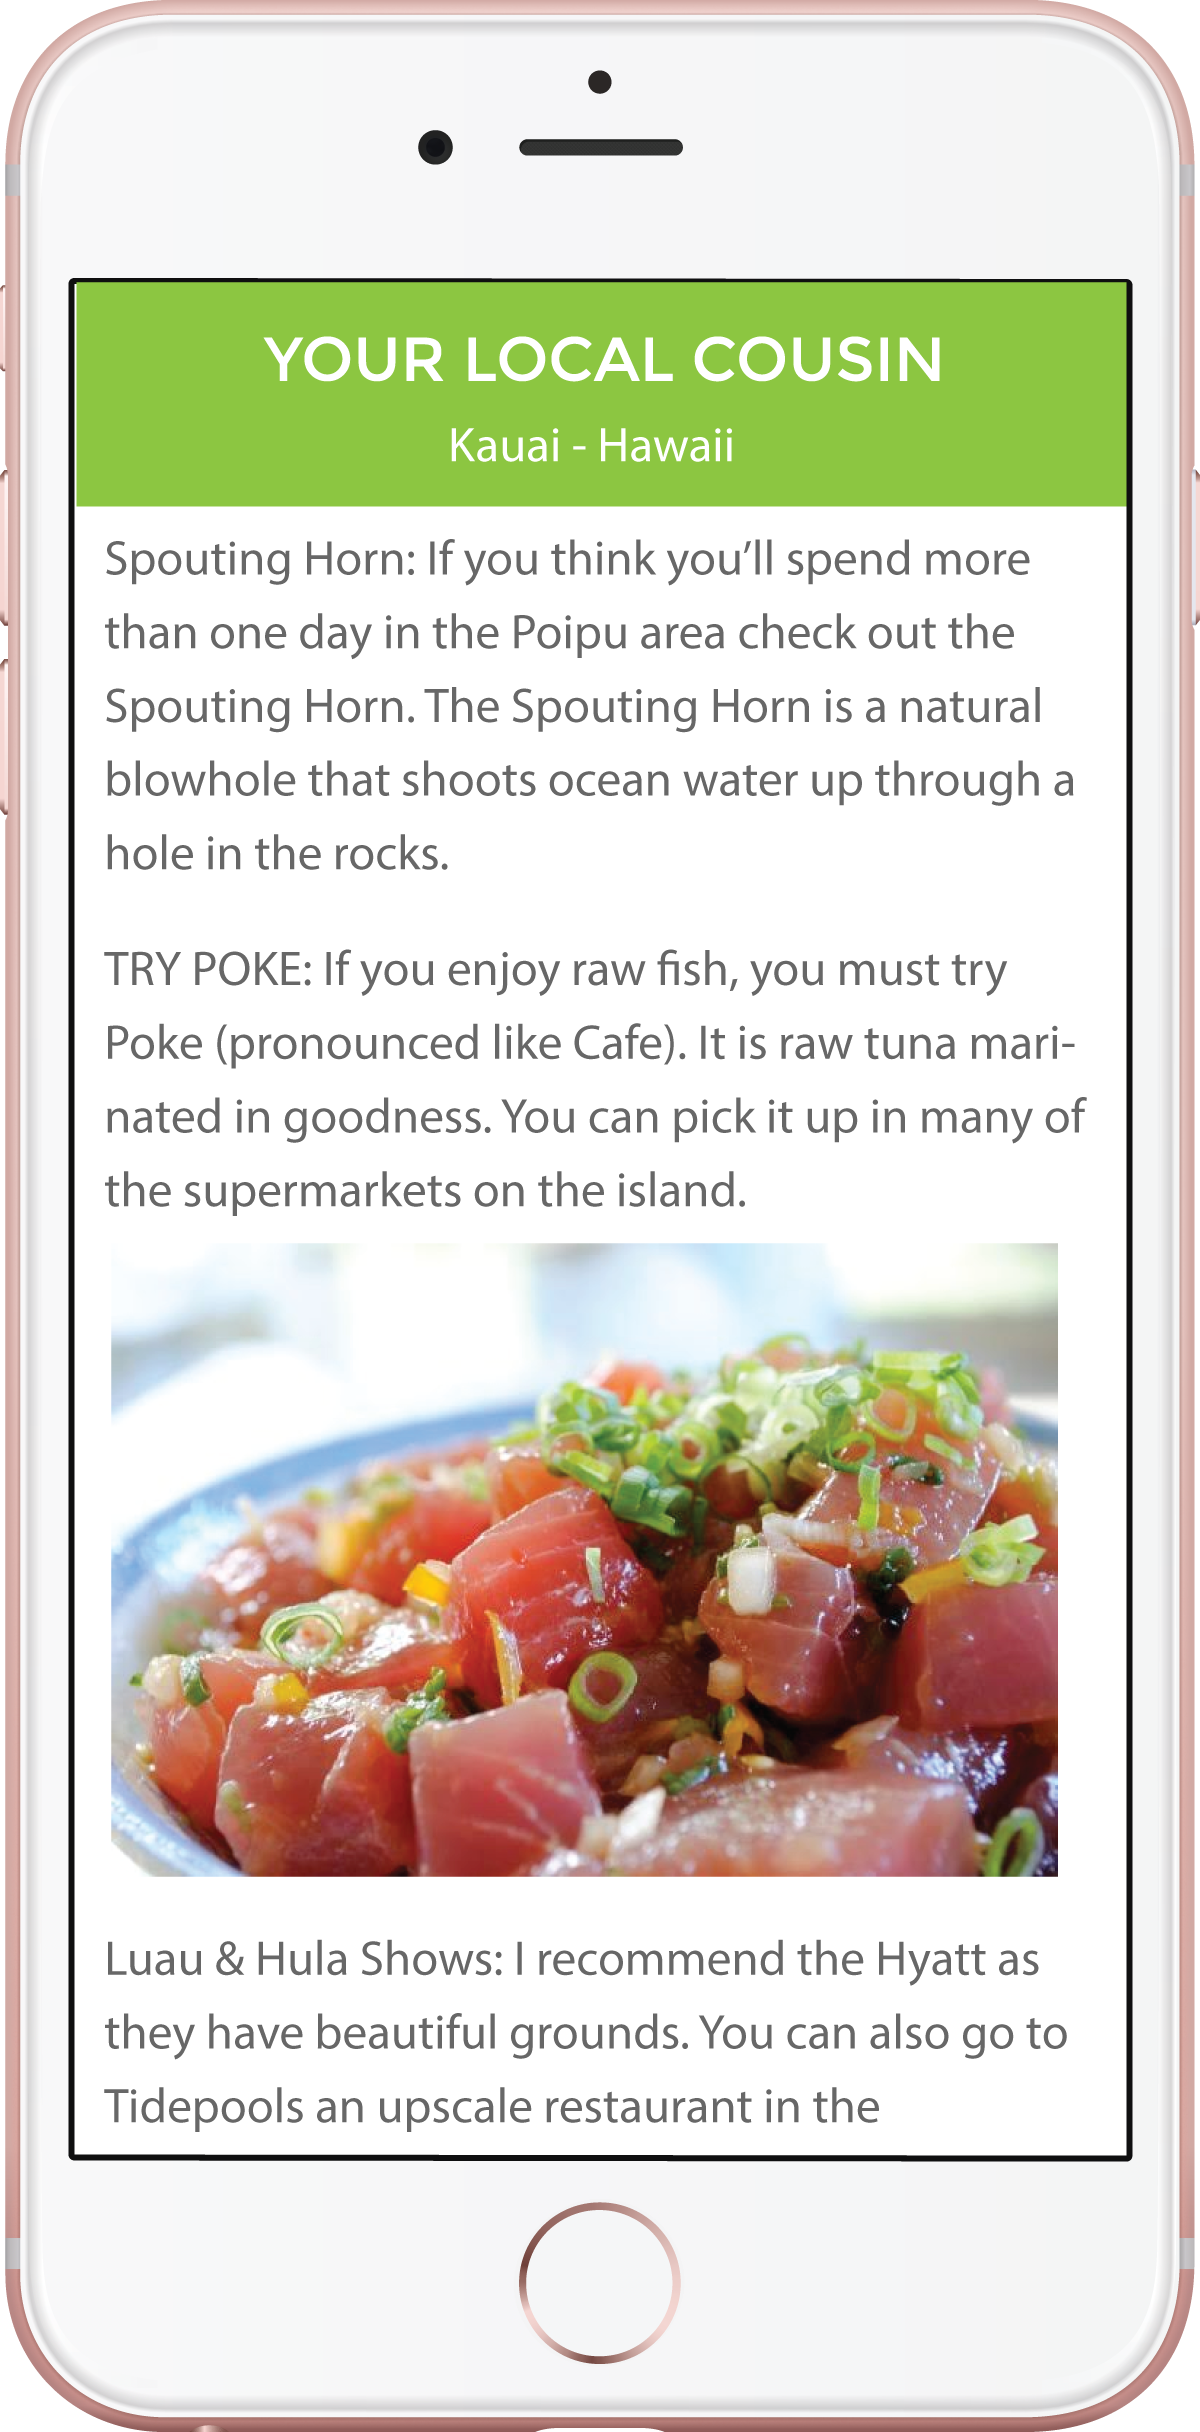 YOUR LOCAL COUSIN
Kauai - Hawaii
Spouting Horn: If you think you’ll spend more
than one day in the Poipu area check out the
Spouting Horn. The Spouting Horn is a natural
blowhole that shoots ocean water up through a
hole in the rocks.
TRY POKE: If you enjoy raw fish, you must try
Poke (pronounced like Cafe). It is raw tuna mari-
nated in goodness. You can pick it up in many of
the supermarkets on the island.
Luau & Hula Shows: I recommend the Hyatt as
they have beautiful grounds. You can also go to
Tidepools an upscale restaurant in the